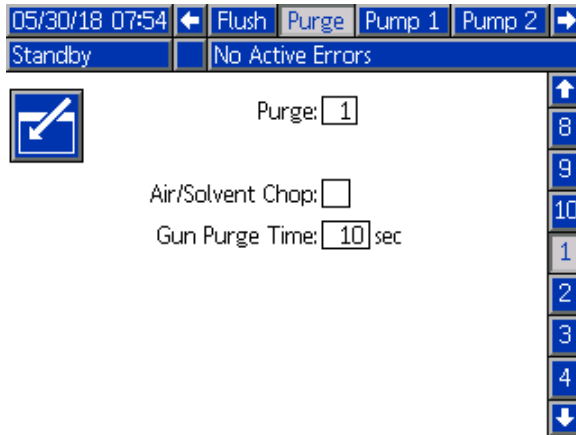 05/30/18 07:54 Flush Purge Pump 1 Pump 2
Standby No Active Errors
Purge: 1
8
9
Air/Solvent Chop:
10
Gun Purge Time: 10 sec
1
2
3
4